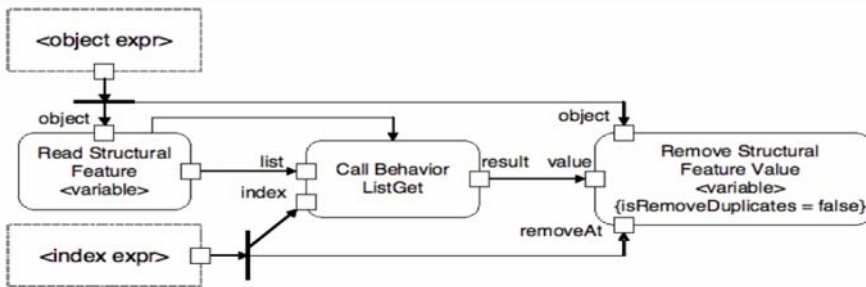 <object expr>
object
object
Read Structural
Feature
<variable>
list
index
Call Behavior
ListGet
result
value
Remove Structural
Feature Value
<variable>
{isRemoveDuplicates = false}
removeAt
<index expr>